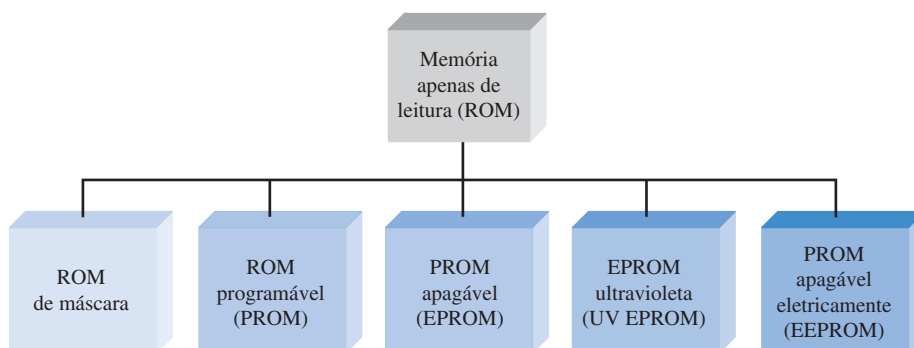 Memória
apenas de
leitura (ROM)
ROM
de máscara
ROM
programável
(PROM)
PROM
apagável
(EPROM)
EPROM
ultravioleta
(UV EPROM)
PROM
apagável
eletricamente
(EEPROM)